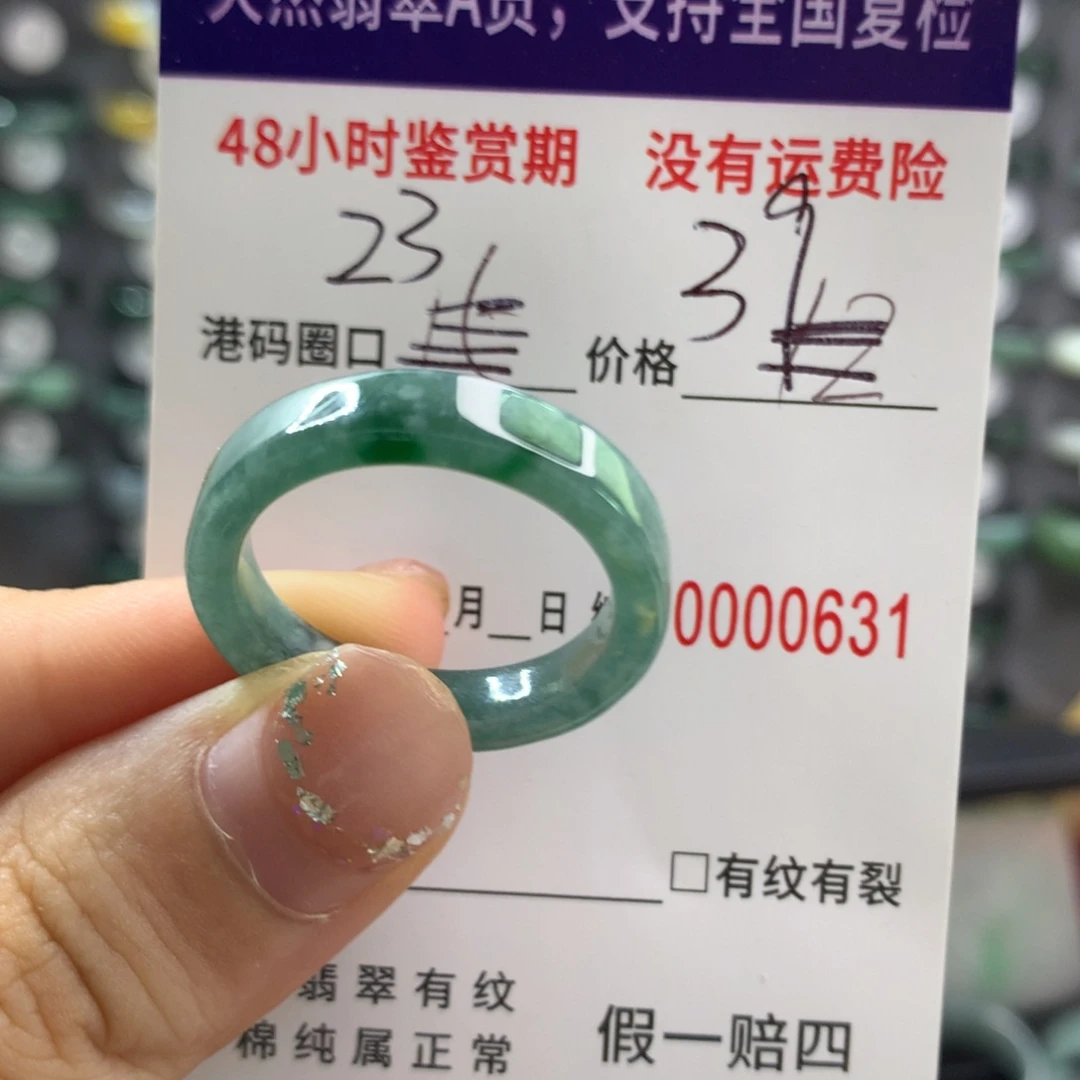 天然翡翠A货，支持全国复检
48小时鉴赏期 没有运费险
23 39
港码圈口 价格
月 日 0000631
□有纹有裂
翡翠有纹
棉纯属正常 假一赔四